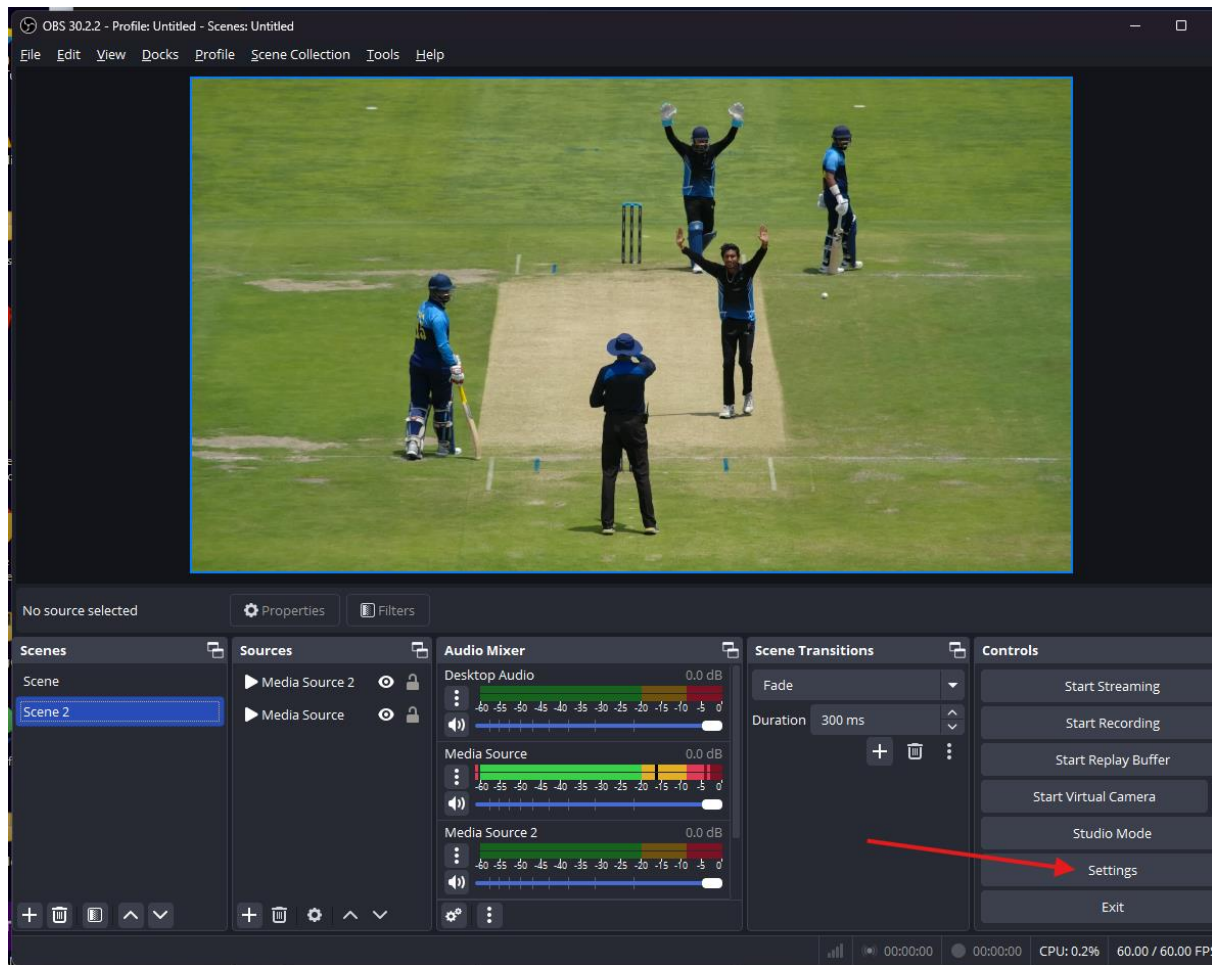 OBS 30.2.2 - Profile: Untitled - Scenes: Untitled
File Edit View Docks Profile Scene Collection Tools Help
No source selected Properties Filters
Scenes
Scene
Scene 2
Sources
Media Source 2
Media Source
Audio Mixer
Desktop Audio 0.0 dB
-60 -55 -50 -45 -40 -35 -30 -25 -20 -15 -10 -5 0
Media Source 0.0 dB
-60 -55 -50 -45 -40 -35 -30 -25 -20 -15 -10 -5 0
Media Source 2 0.0 dB
-60 -55 -50 -45 -40 -35 -30 -25 -20 -15 -10 -5 0
Scene Transitions
Fade
Duration 300 ms
Controls
Start Streaming
Start Recording
Start Replay Buffer
Start Virtual Camera
Studio Mode
Settings
Exit
00:00:00 00:00:00 CPU: 0.2% 60.00 / 60.00 FPS